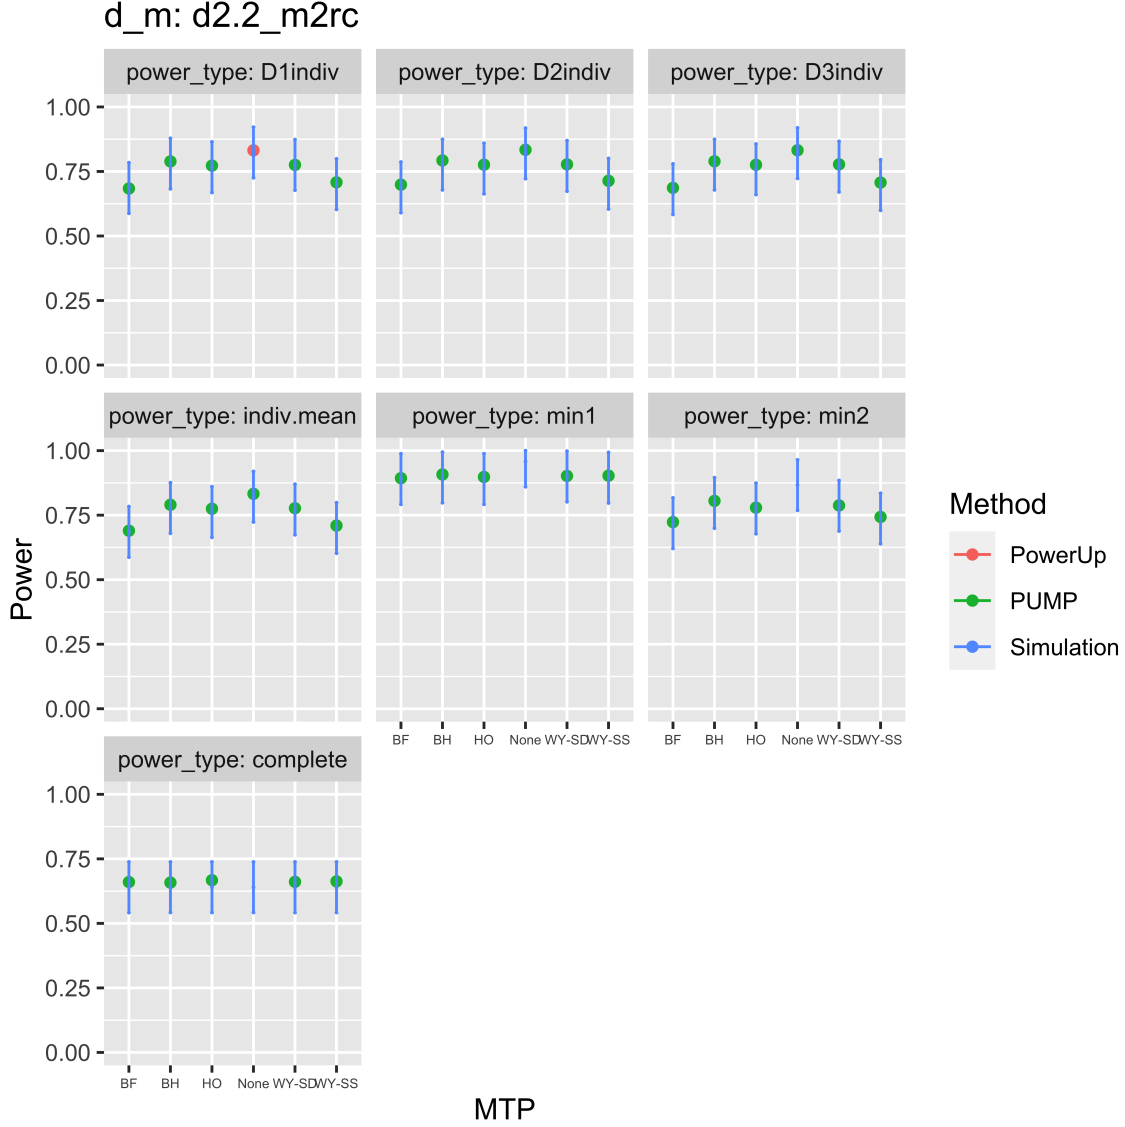 d_m: d2.2_m2rc
power_type: D1indiv power_type: D2indiv power_type: D3indiv
1.00
0.75
0.50
0.25
0.00
power_type: indiv.mean power_type: min1 power_type: min2
1.00
0.75
0.50
0.25
0.00
BF BH HO None WY-SD WY-SS BF BH HO None WY-SD WY-SS
power_type: complete
1.00
0.75
0.50
0.25
0.00
BF BH HO None WY-SD WY-SS
MTP
Power
Method
PowerUp
PUMP
Simulation